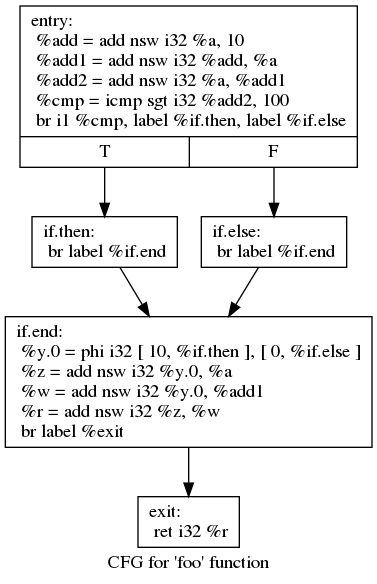 entry:
%add = add nsw i32 %a, 10
%add1 = add nsw i32 %add, %a
%add2 = add nsw i32 %a, %add1
%cmp = icmp sgt i32 %add2, 100
br i1 %cmp, label %if.then, label %if.else
T F
if.then:
br label %if.end
if.else:
br label %if.end
if.end:
%y.0 = phi i32 [ 10, %if.then ], [ 0, %if.else ]
%z = add nsw i32 %y.0, %a
%w = add nsw i32 %y.0, %add1
%r = add nsw i32 %z, %w
br label %exit
exit:
ret i32 %r
CFG for 'foo' function